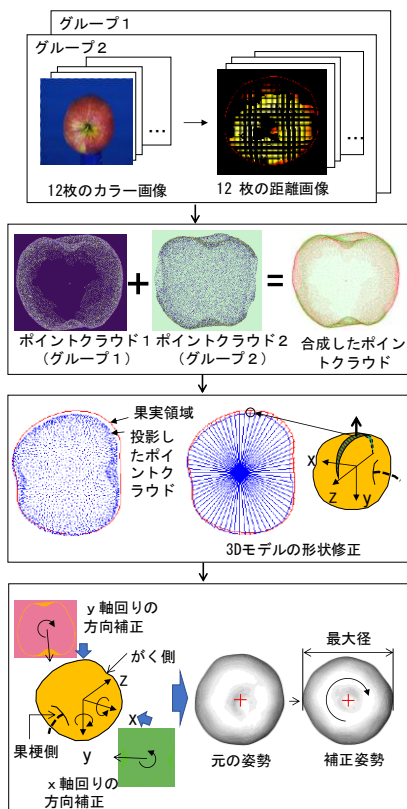 グループ１
グループ２
...
...
12枚のカラー画像
12 枚の距離画像
+
=
ポイントクラウド１
（グループ１）
ポイントクラウド２
（グループ２）
合成したポイン
トクラウド
果実領域
投影し
たポイ
ントク
ラウド
X
Z
y
3Dモデルの形状修正
y 軸回りの
方向補正
がく側
Z
X
y
果梗側
x 軸回りの
方向補正
最大径
元の姿勢
補正姿勢